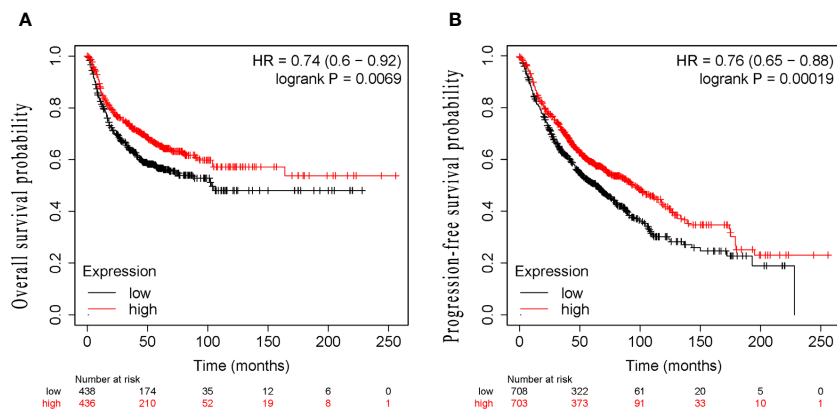 A
HR = 0.74 (0.6 − 0.92)
logrank P = 0.0069
Overall survival probability
1.0
0.8
0.6
0.4
0.2
0.0
Expression
low
high
0 50 100 150 200 250
Time (months)
Number at risk
low 438 174 35 12 6 0
high 436 210 52 19 8 1
B
HR = 0.76 (0.65 − 0.88)
logrank P = 0.00019
Progression-free survival probability
1.0
0.8
0.6
0.4
0.2
0.0
Expression
low
high
0 50 100 150 200 250
Time (months)
Number at risk
low 708 322 61 20 5 0
high 703 373 91 33 10 1